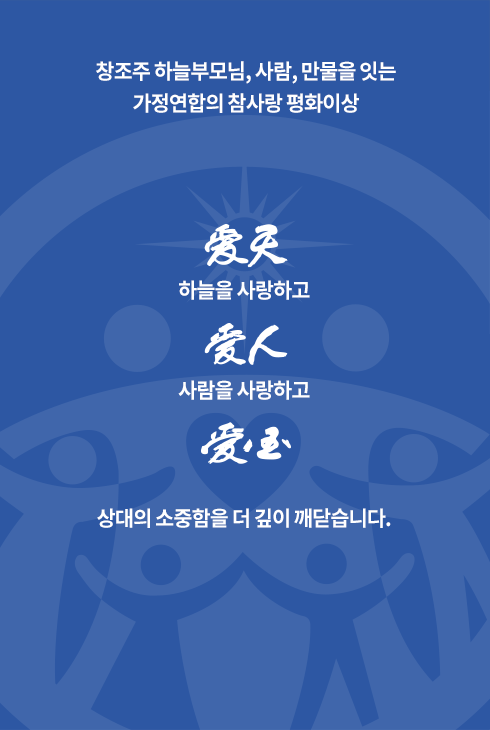 창조주 하늘부모님, 사람, 만물을 잇는
가정연합의 참사랑 평화이상
愛天
하늘을 사랑하고
愛人
사람을 사랑하고
愛
상대의 소중함을 더 깊이 깨닫습니다.